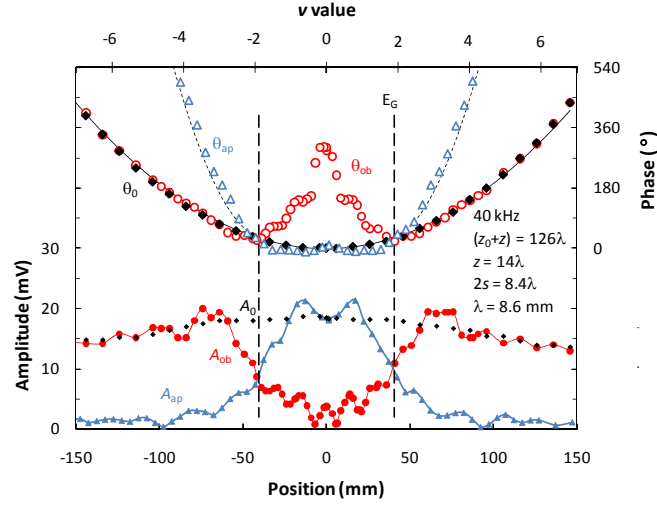 v value
-6 -4 -2 0 2 4 6
540
360
180
0
Phase (°)
E_G
θ_ap
θ_ob
θ_0
40 kHz
(z_0+z) = 126λ
z = 14λ
2s = 8.4λ
λ = 8.6 mm
30
20
10
0
Amplitude (mV)
A_0
A_ob
A_ap
-150 -100 -50 0 50 100 150
Position (mm)